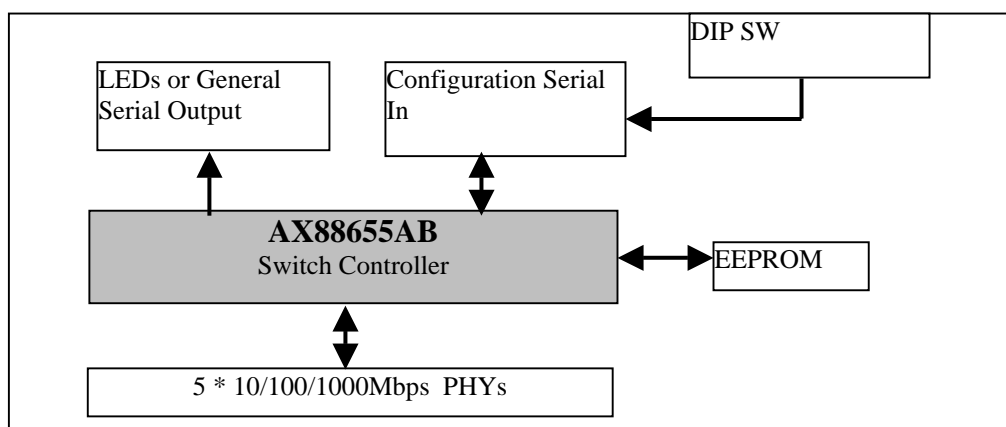 DIP SW
LEDs or General
Serial Output
Configuration Serial
In
AX88655AB
Switch Controller
EEPROM
5 * 10/100/1000Mbps PHYs